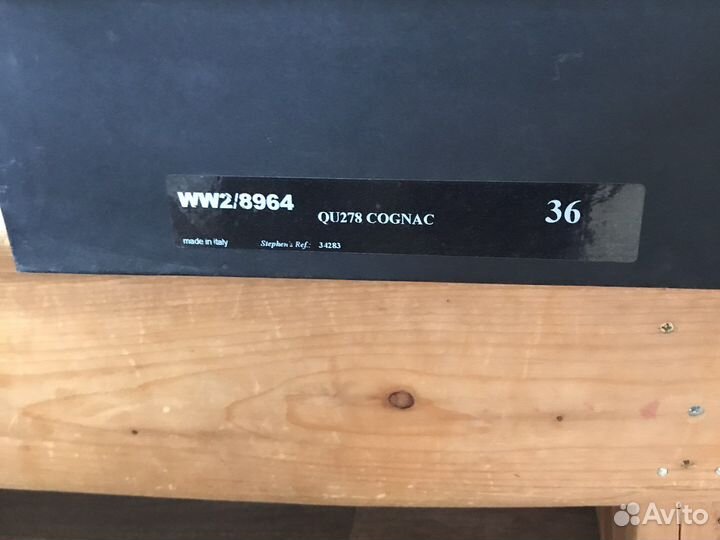 WW2/8964
QU278 COGNAC
36
made in italy
Stephen's Ref.: 34283
Avito